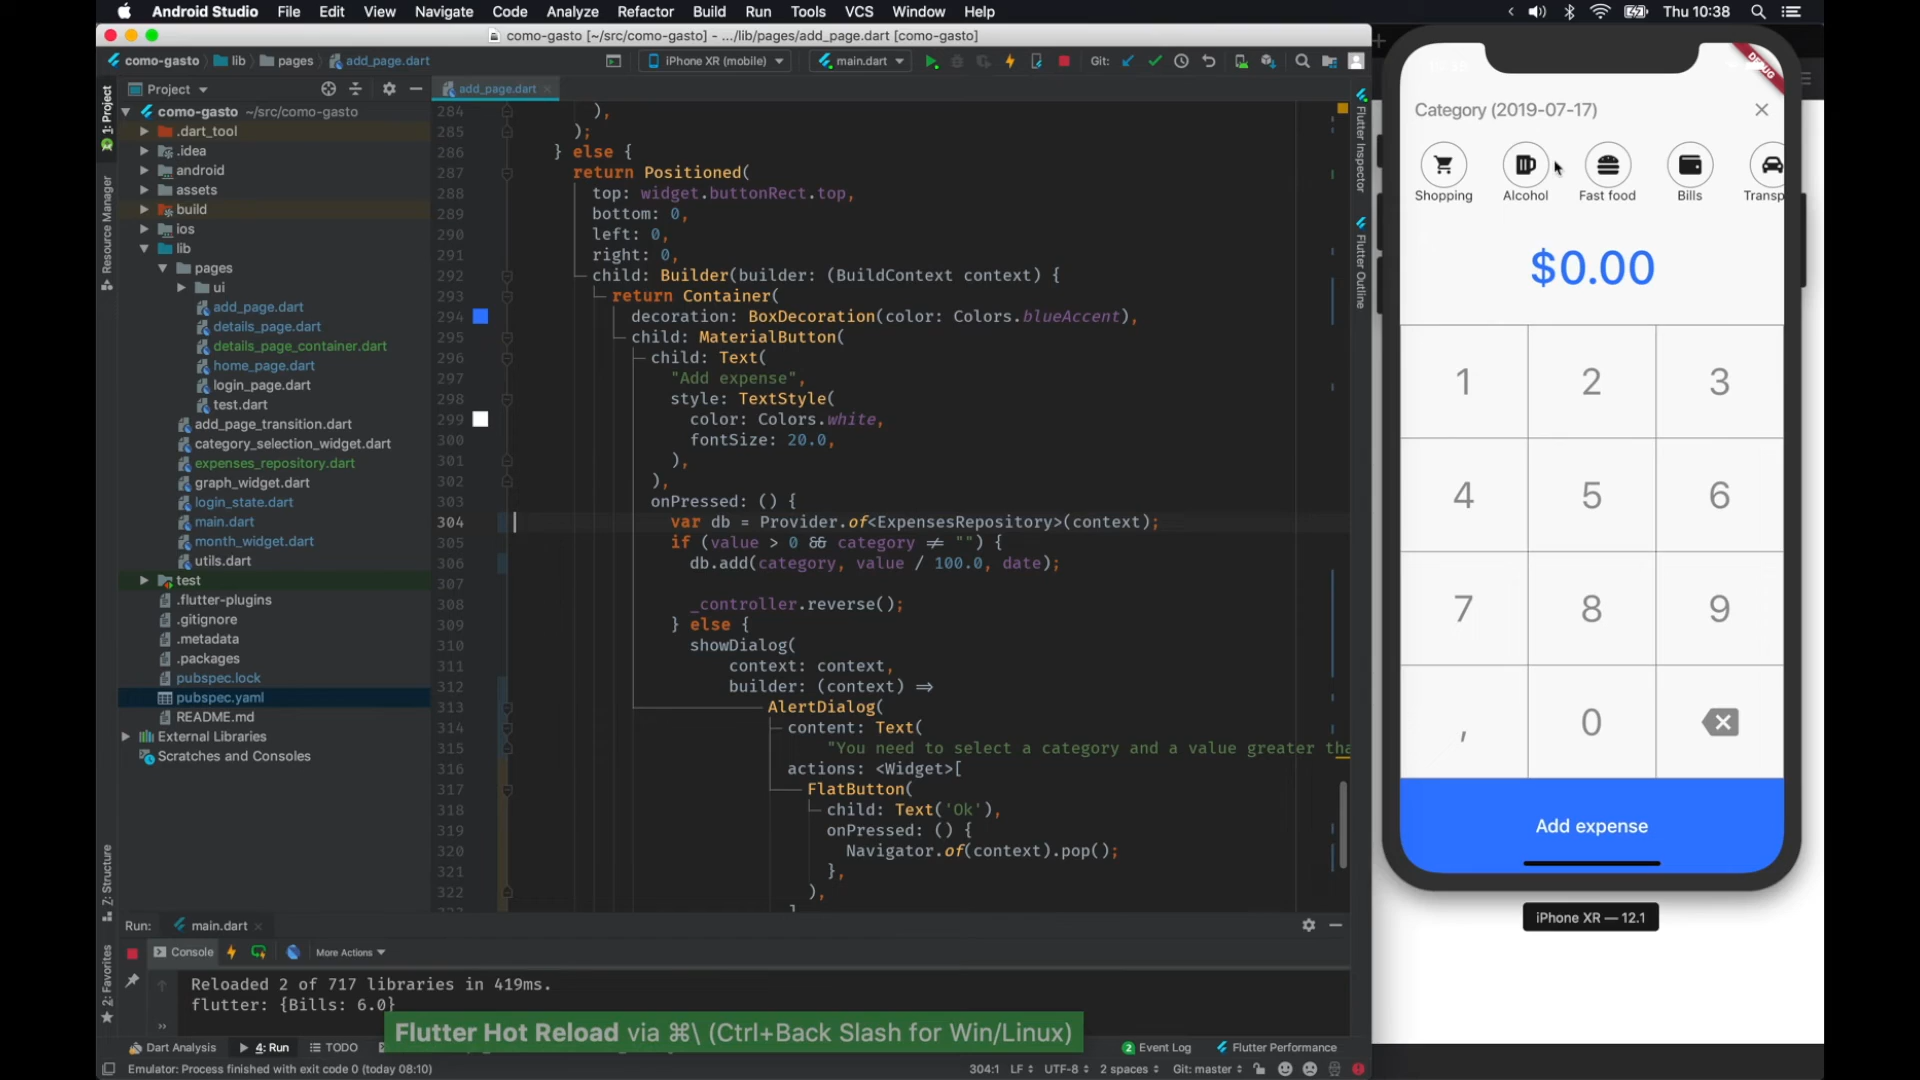 Android Studio File Edit View Navigate Code Analyze Refactor Build Run Tools VCS Window Help
Thu 10:38
como-gasto [~/src/como-gasto] - .../lib/pages/add_page.dart [como-gasto]
como-gasto lib pages add_page.dart
iPhone XR (mobile)
main.dart
Git:
Project
add_page.dart
1: Project
Resource Manager
Z: Structure
2: Favorites
como-gasto ~/src/como-gasto
.dart_tool
.idea
android
assets
build
ios
lib
pages
ui
add_page.dart
details_page.dart
details_page_container.dart
home_page.dart
login_page.dart
test.dart
add_page_transition.dart
category_selection_widget.dart
expenses_repository.dart
graph_widget.dart
login_state.dart
main.dart
month_widget.dart
utils.dart
test
.flutter-plugins
.gitignore
.metadata
.packages
pubspec.lock
pubspec.yaml
README.md
External Libraries
Scratches and Consoles
284 ),
285 );
286 } else {
287 return Positioned(
288 top: widget.buttonRect.top,
289 bottom: 0,
290 left: 0,
291 right: 0,
292 child: Builder(builder: (BuildContext context) {
293 return Container(
294 decoration: BoxDecoration(color: Colors.blueAccent),
295 child: MaterialButton(
296 child: Text(
297 "Add expense",
298 style: TextStyle(
299 color: Colors.white,
300 fontSize: 20.0,
301 ),
302 ),
303 onPressed: () {
304 var db = Provider.of<ExpensesRepository>(context);
305 if (value > 0 && category ≠ "") {
306 db.add(category, value / 100.0, date);
307
308 _controller.reverse();
309 } else {
310 showDialog(
311 context: context,
312 builder: (context) ⇒
313 AlertDialog(
314 content: Text(
315 "You need to select a category and a value greater tha
316 actions: <Widget>[
317 FlatButton(
318 child: Text('Ok'),
319 onPressed: () {
320 Navigator.of(context).pop();
321 },
322 ),
Flutter Inspector
Flutter Outline
Run: main.dart
Console
More Actions
Reloaded 2 of 717 libraries in 419ms.
flutter: {Bills: 6.0}
Flutter Hot Reload via ⌘\ (Ctrl+Back Slash for Win/Linux)
Dart Analysis
4: Run
TODO
2 Event Log
Flutter Performance
Emulator: Process finished with exit code 0 (today 08:10)
304:1 LF UTF-8 2 spaces Git: master
DEBUG
Category (2019-07-17)
Shopping Alcohol Fast food Bills Transp
$0.00
1 2 3
4 5 6
7 8 9
, 0
Add expense
iPhone XR — 12.1